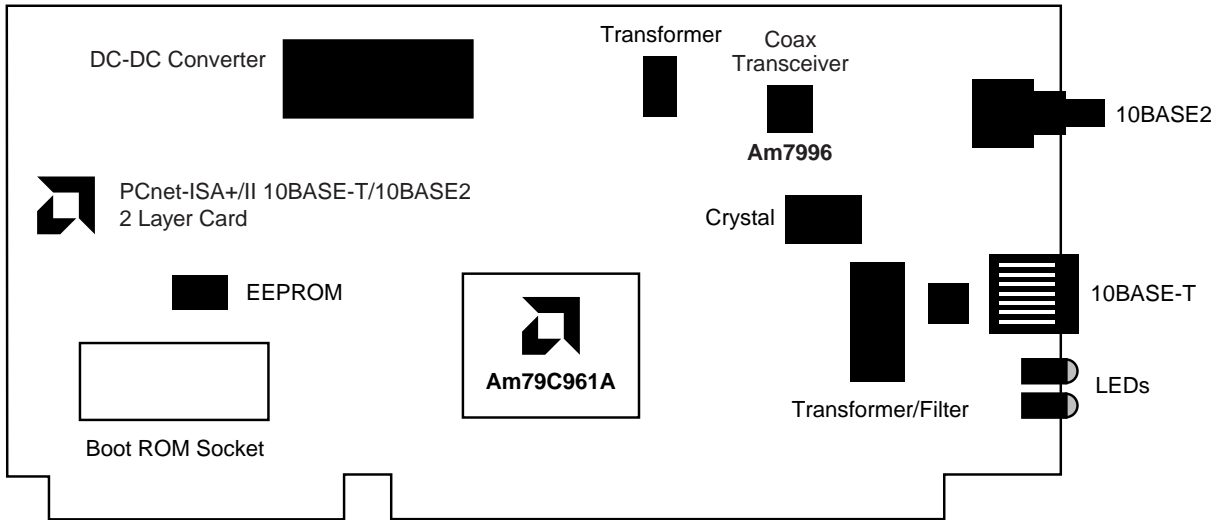 DC-DC Converter
Transformer
Coax
Transceiver
Am7996
10BASE2
PCnet-ISA+/II 10BASE-T/10BASE2
2 Layer Card
Crystal
EEPROM
10BASE-T
Am79C961A
LEDs
Transformer/Filter
Boot ROM Socket